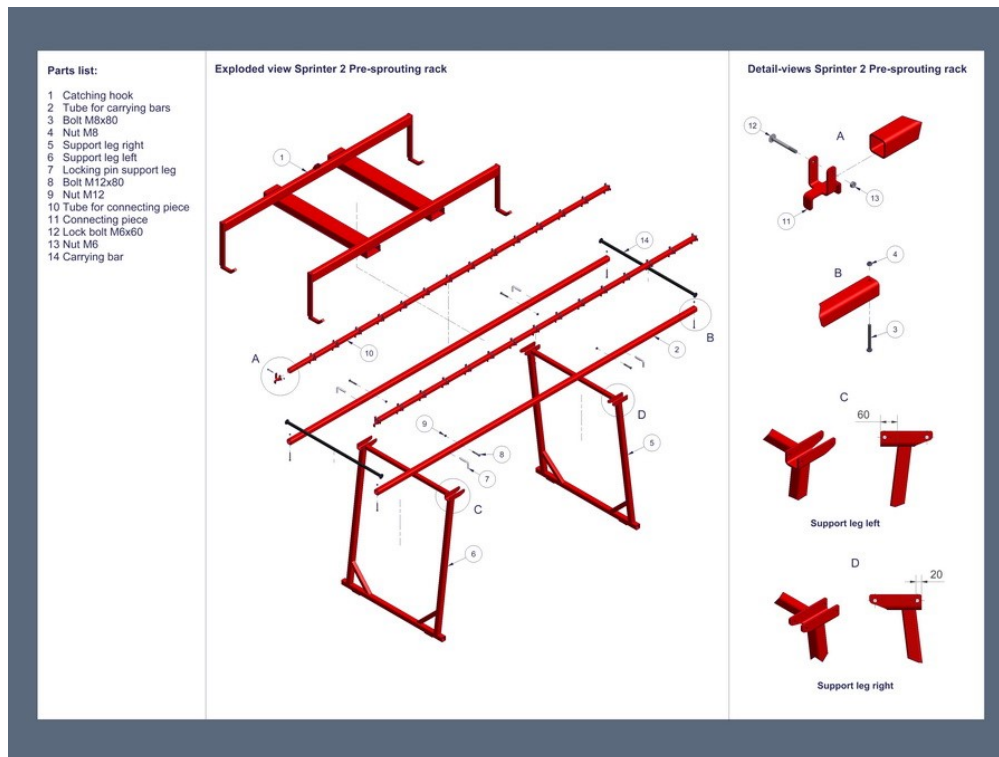 Parts list:
1 Catching hook
2 Tube for carrying bars
3 Bolt M8x80
4 Nut M8
5 Support leg right
6 Support leg left
7 Locking pin support leg
8 Bolt M12x80
9 Nut M12
10 Tube for connecting piece
11 Connecting piece
12 Lock bolt M6x60
13 Nut M6
14 Carrying bar
Exploded view Sprinter 2 Pre-sprouting rack
1
14
10
A
B
2
9
8
7
D
5
C
6
Detail-views Sprinter 2 Pre-sprouting rack
12
A
13
11
4
B
3
C
60
Support leg left
D
20
Support leg right